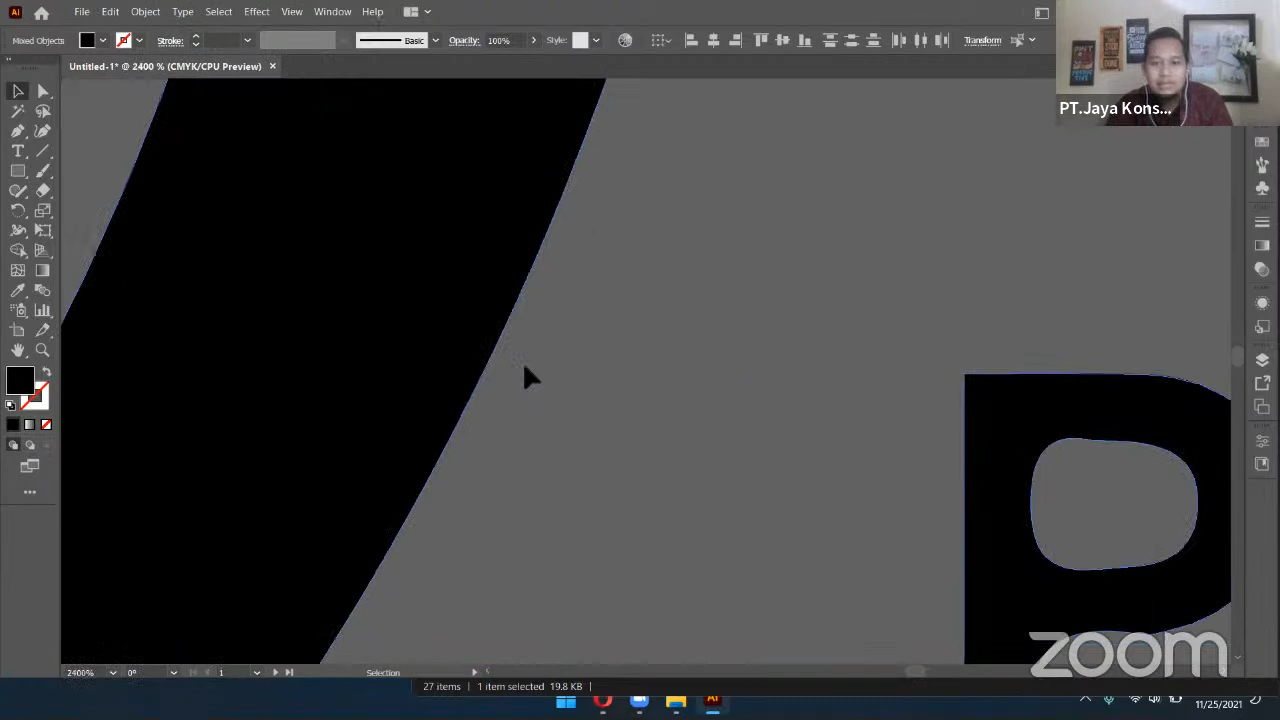 Ai File Edit Object Type Select Effect View Window Help
Mixed Objects Stroke: Basic Opacity: 100% Style: Transform
Untitled-1* @ 2400 % (CMYK/CPU Preview) ×
PT.Jaya Kons...
P
zoom
2400% 0° 1 Selection
27 items 1 item selected 19.8 KB
Ai 11/25/2021